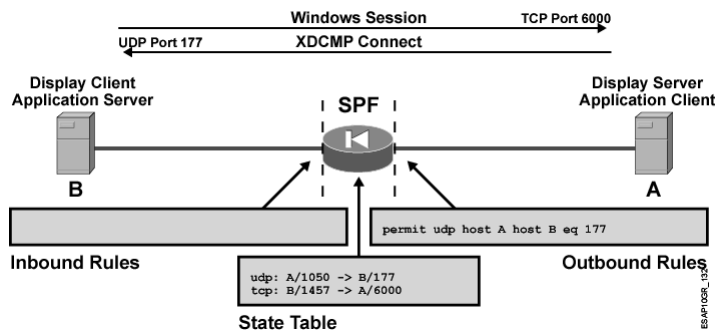 Windows Session
TCP Port 6000
UDP Port 177
XDCMP Connect
Display Client
Application Server
SPF
Display Server
Application Client
B
A
permit udp host A host B eq 177
Inbound Rules
Outbound Rules
udp: A/1050 -> B/177
tcp: B/1457 -> A/6000
State Table
ESAP10GR_132